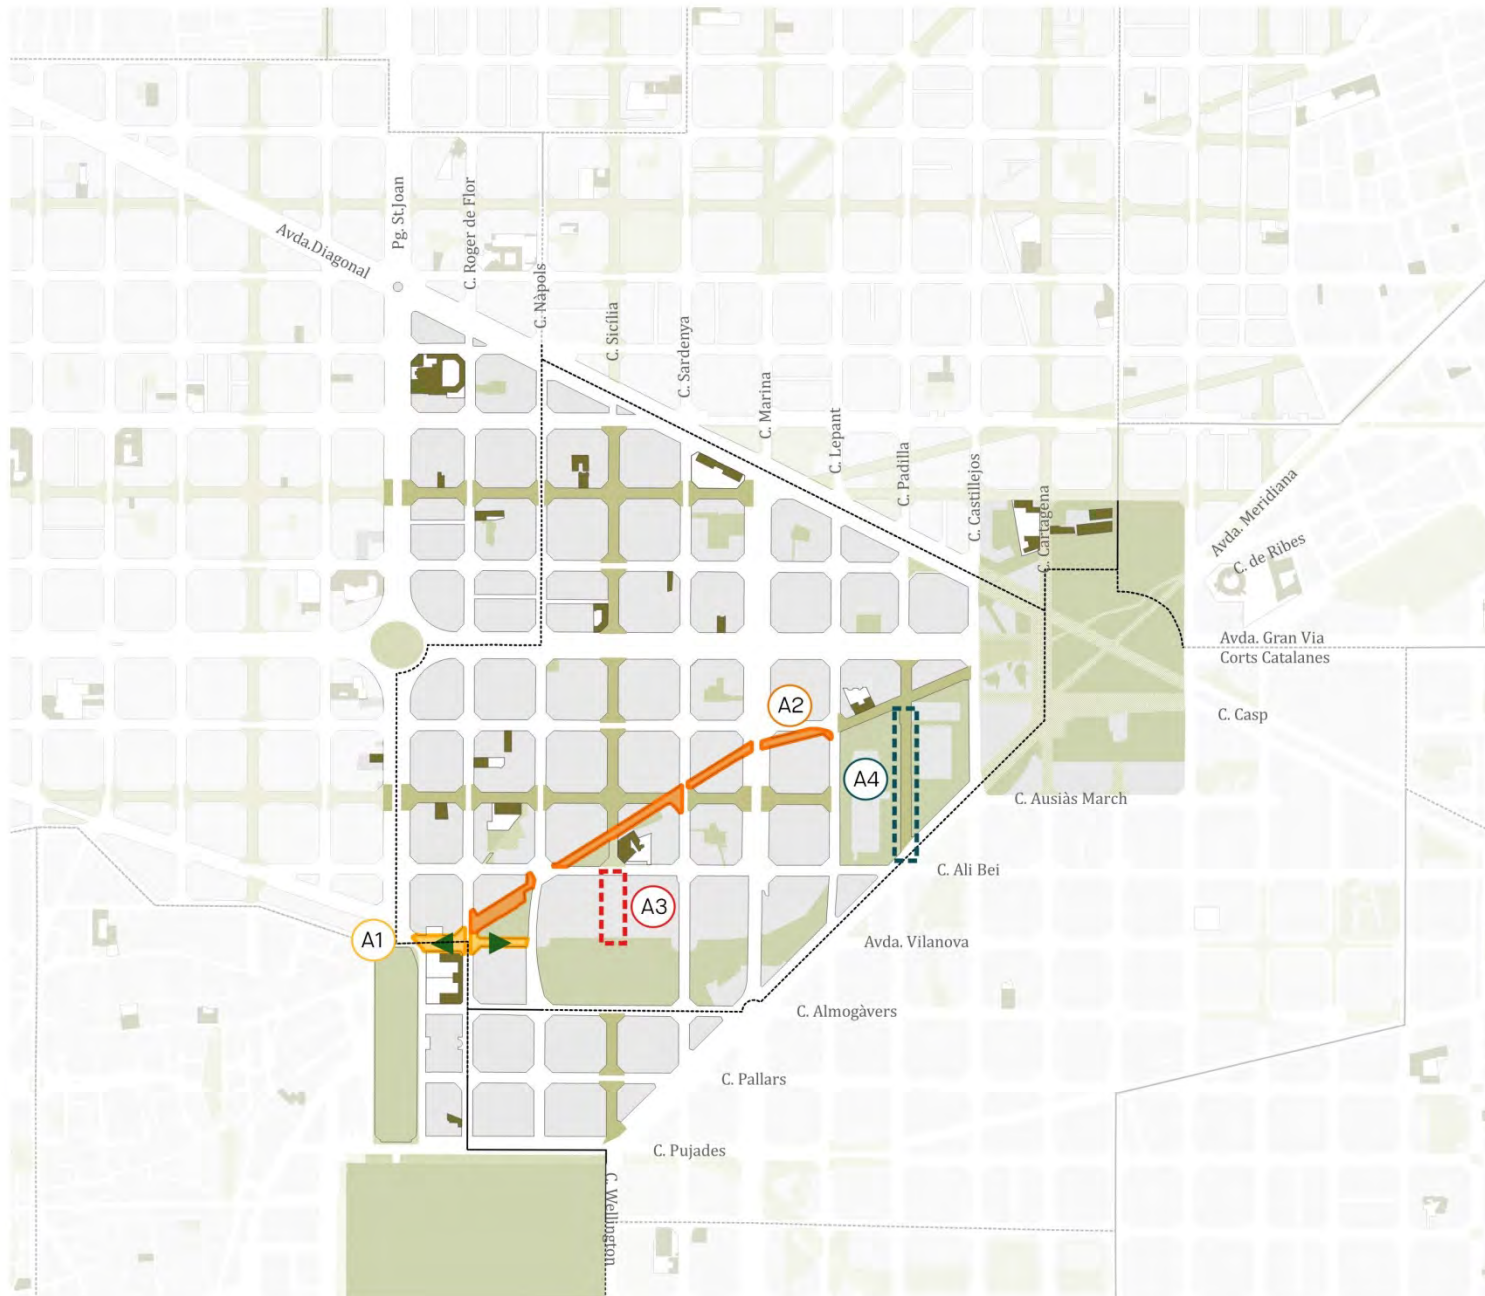 Pg. St.Joan
C. Roger de Flor
Avda.Diagonal
C. Nàpols
C. Sicília
C. Sardenya
C. Marina
C. Lepant
C. Padilla
C. Castillejos
C. Cartagena
Avda. Meridiana
C. de Ribes
Avda. Gran Via
Corts Catalanes
C. Casp
A2
A4
C. Ausiàs March
C. Ali Bei
A3
A1
Avda. Vilanova
C. Almogàvers
C. Pallars
C. Pujades
C. Wellington